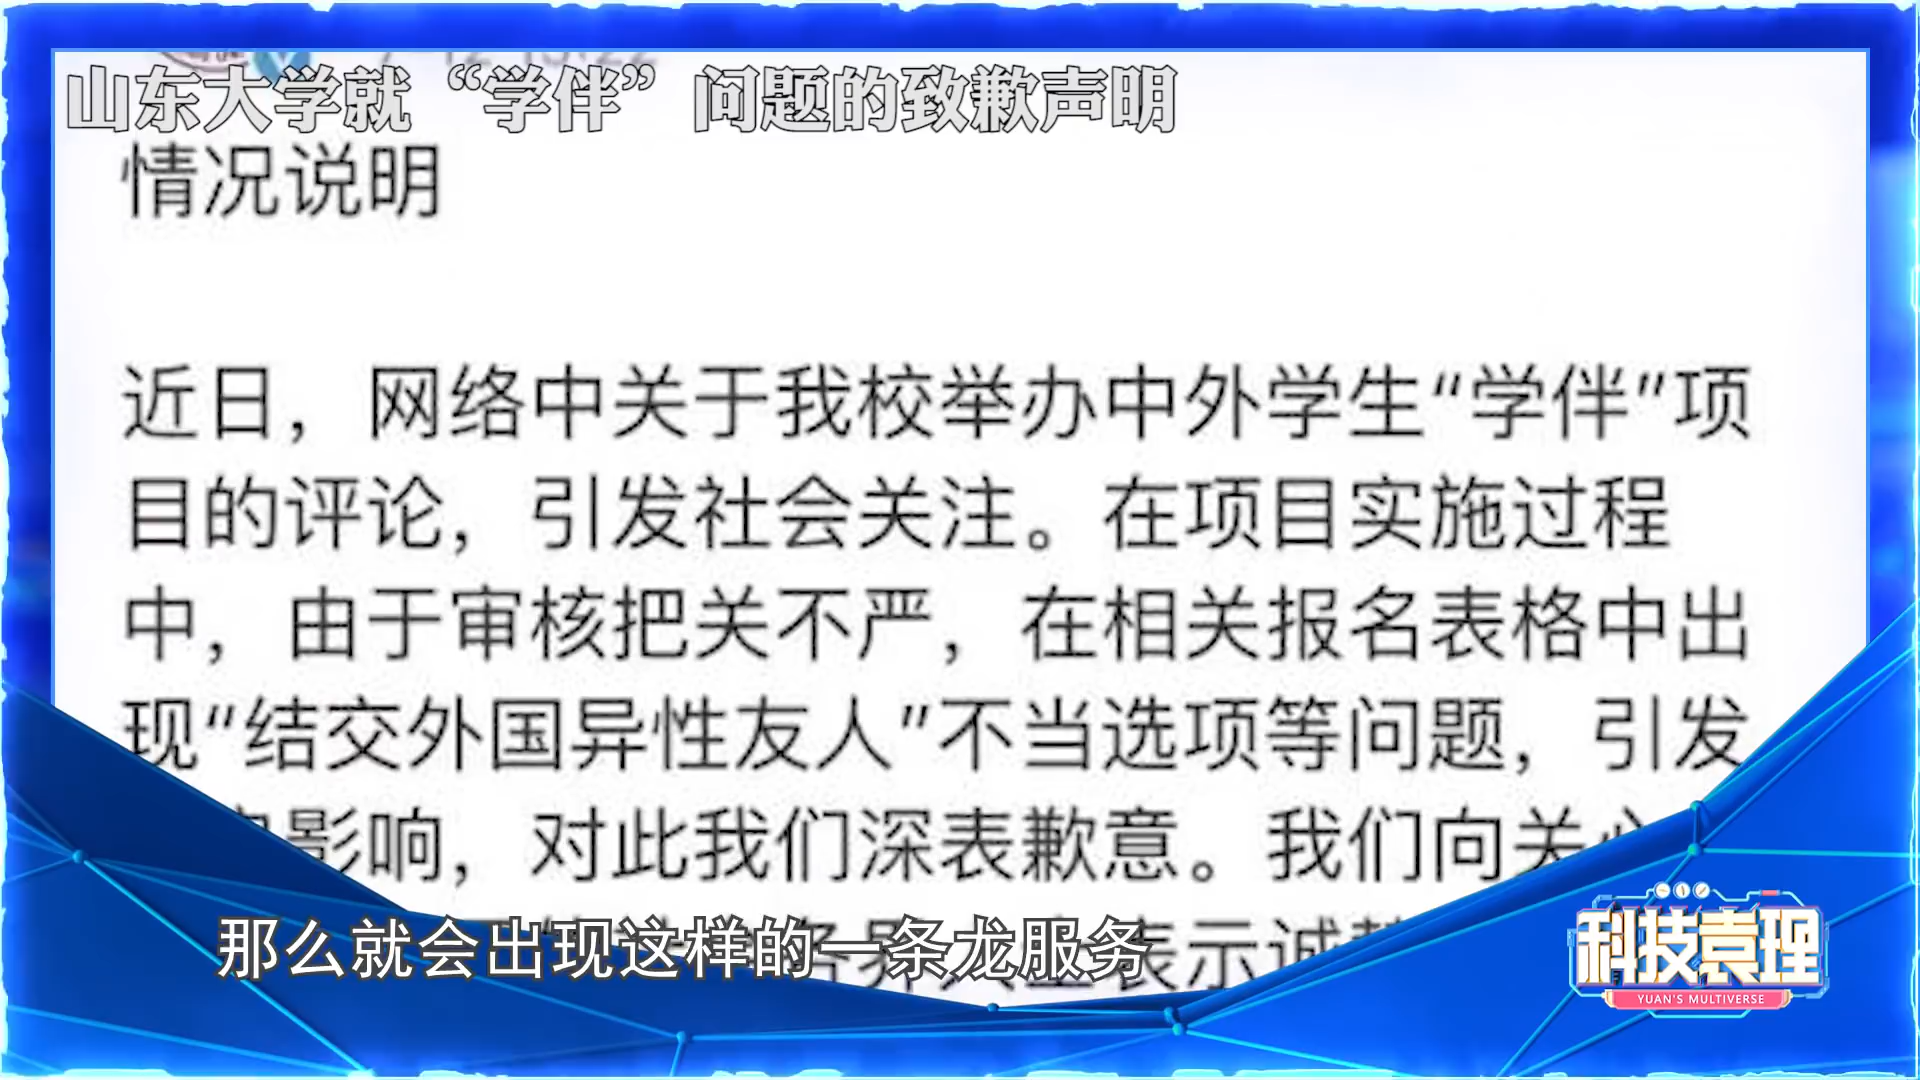 山东大学就“学伴”问题的致歉声明
情况说明
近日，网络中关于我校举办中外学生“学伴”项
目的评论，引发社会关注。在项目实施过程
中，由于审核把关不严，在相关报名表格中出
现“结交外国异性友人”不当选项等问题，引发
影响，对此我们深表歉意。我们向关心
表示诚
那么就会出现这样的一条龙服务
科技袁理
YUAN'S MULTIVERSE